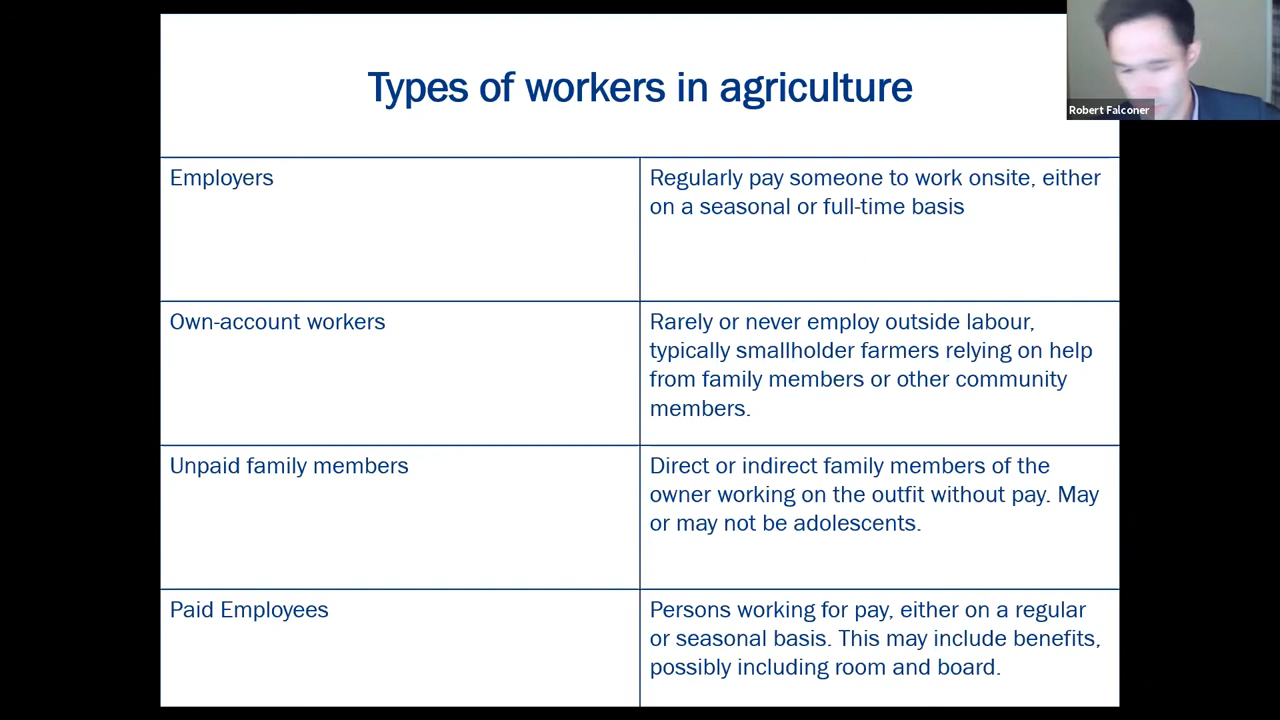 Types of workers in agriculture
Robert Falconer
Employers
Regularly pay someone to work onsite, either
on a seasonal or full-time basis
Own-account workers
Rarely or never employ outside labour,
typically smallholder farmers relying on help
from family members or other community
members.
Unpaid family members
Direct or indirect family members of the
owner working on the outfit without pay. May
or may not be adolescents.
Paid Employees
Persons working for pay, either on a regular
or seasonal basis. This may include benefits,
possibly including room and board.